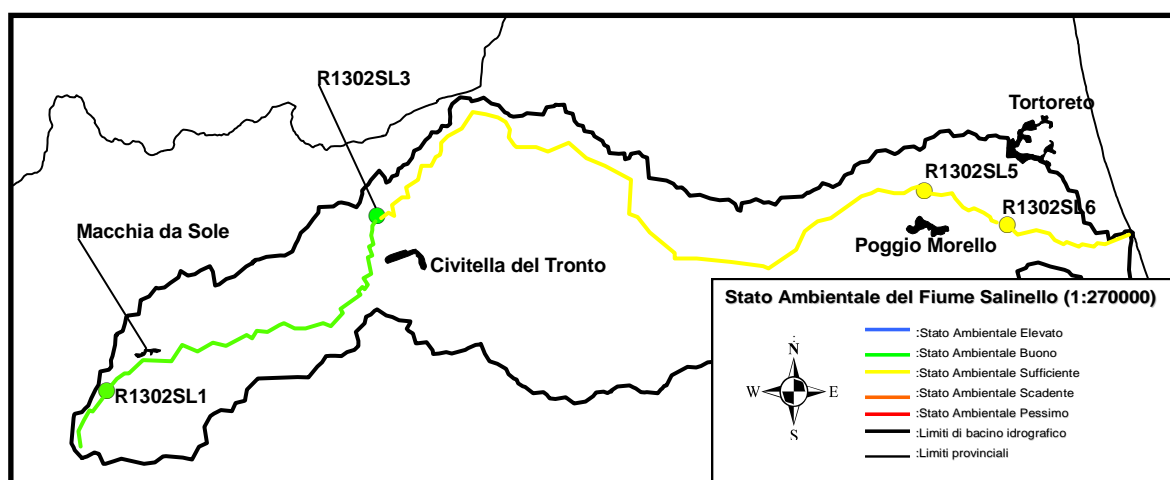 R1302SL3
Tortoreto
R1302SL5
R1302SL6
Macchia da Sole
Poggio Morello
Civitella del Tronto
R1302SL1
Stato Ambientale del Fiume Salinello (1:270000)
N
W
E
S
:Stato Ambientale Elevato
:Stato Ambientale Buono
:Stato Ambientale Sufficiente
:Stato Ambientale Scadente
:Stato Ambientale Pessimo
:Limiti di bacino idrografico
:Limiti provinciali